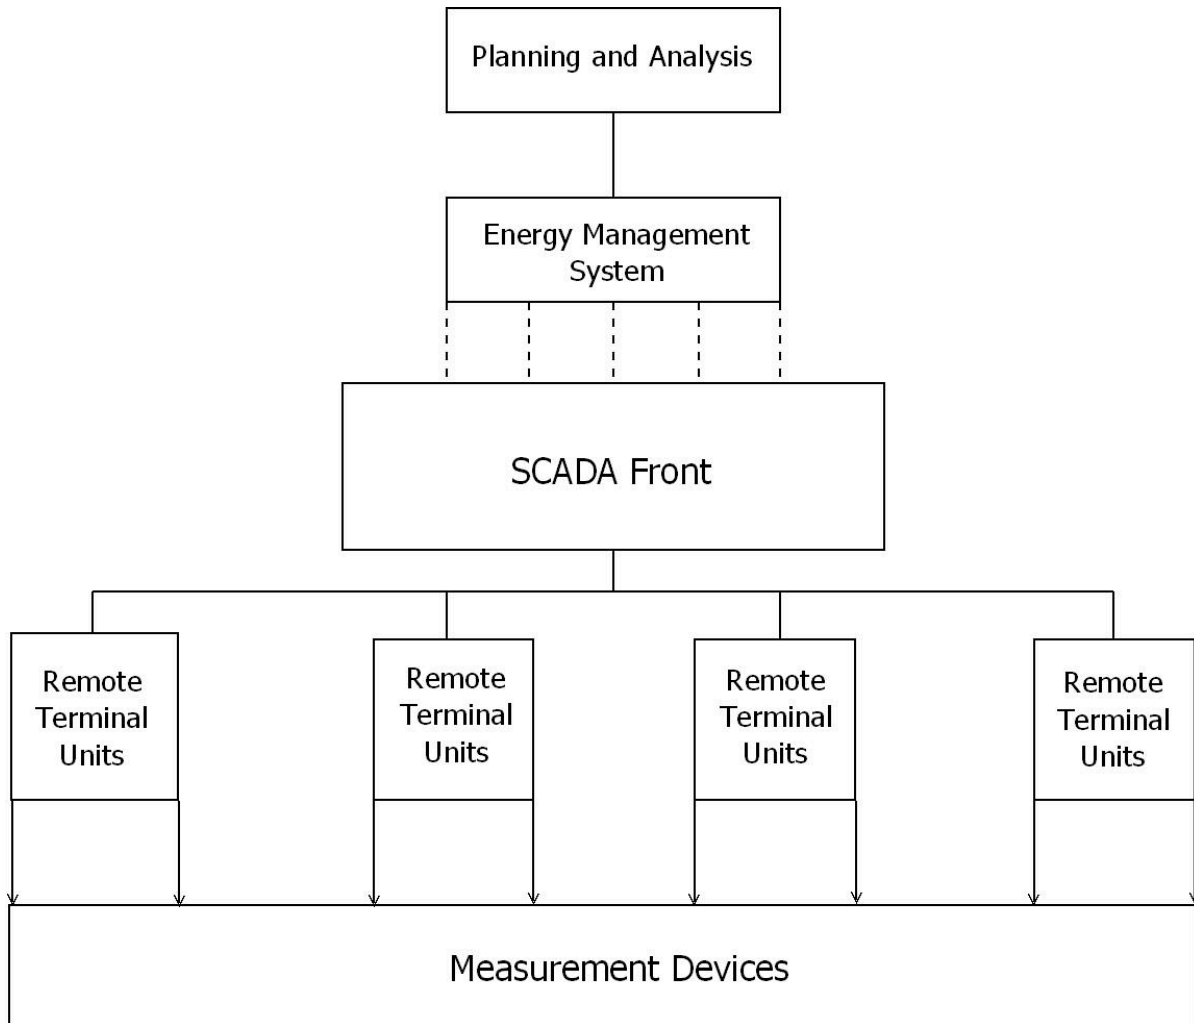 Planning and Analysis
Energy Management
System
SCADA Front
Remote
Terminal
Units
Remote
Terminal
Units
Remote
Terminal
Units
Remote
Terminal
Units
Measurement Devices